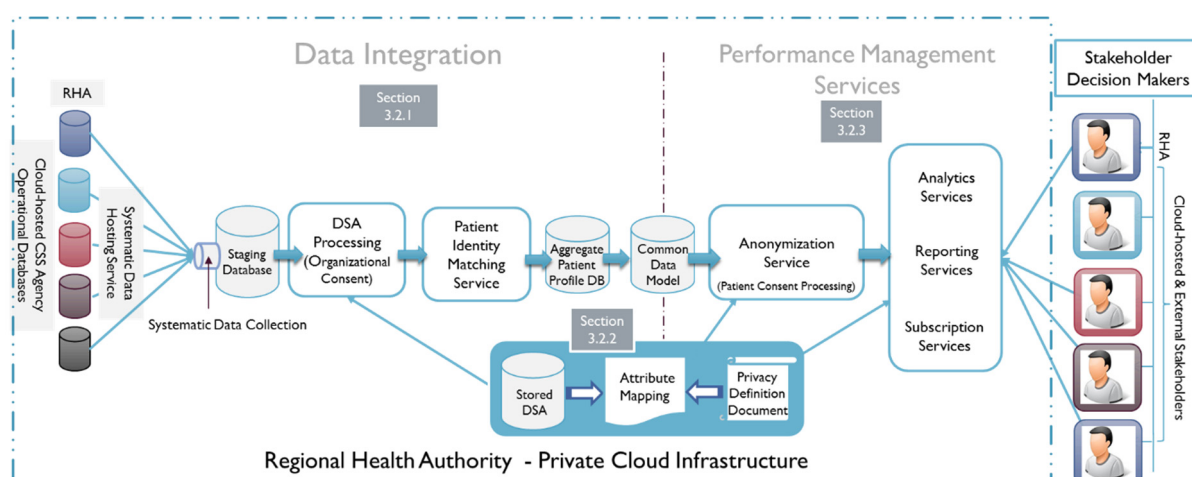 Data Integration
Performance Management
Services
Stakeholder
Decision Makers
RHA
Section
3.2.1
Section
3.2.3
RHA
Cloud-hosted CSS Agency
Operational Databases
Systematic Data
Hosting Service
Staging
Database
DSA
Processing
(Organizational
Consent)
Patient
Identity
Matching
Service
Aggregate
Patient
Profile DB
Common
Data
Model
Anonymization
Service
(Patient Consent Processing)
Analytics
Services
Reporting
Services
Subscription
Services
Cloud-hosted & External Stakeholders
Systematic Data Collection
Section
3.2.2
Stored
DSA
Attribute
Mapping
Privacy
Definition
Document
Regional Health Authority - Private Cloud Infrastructure